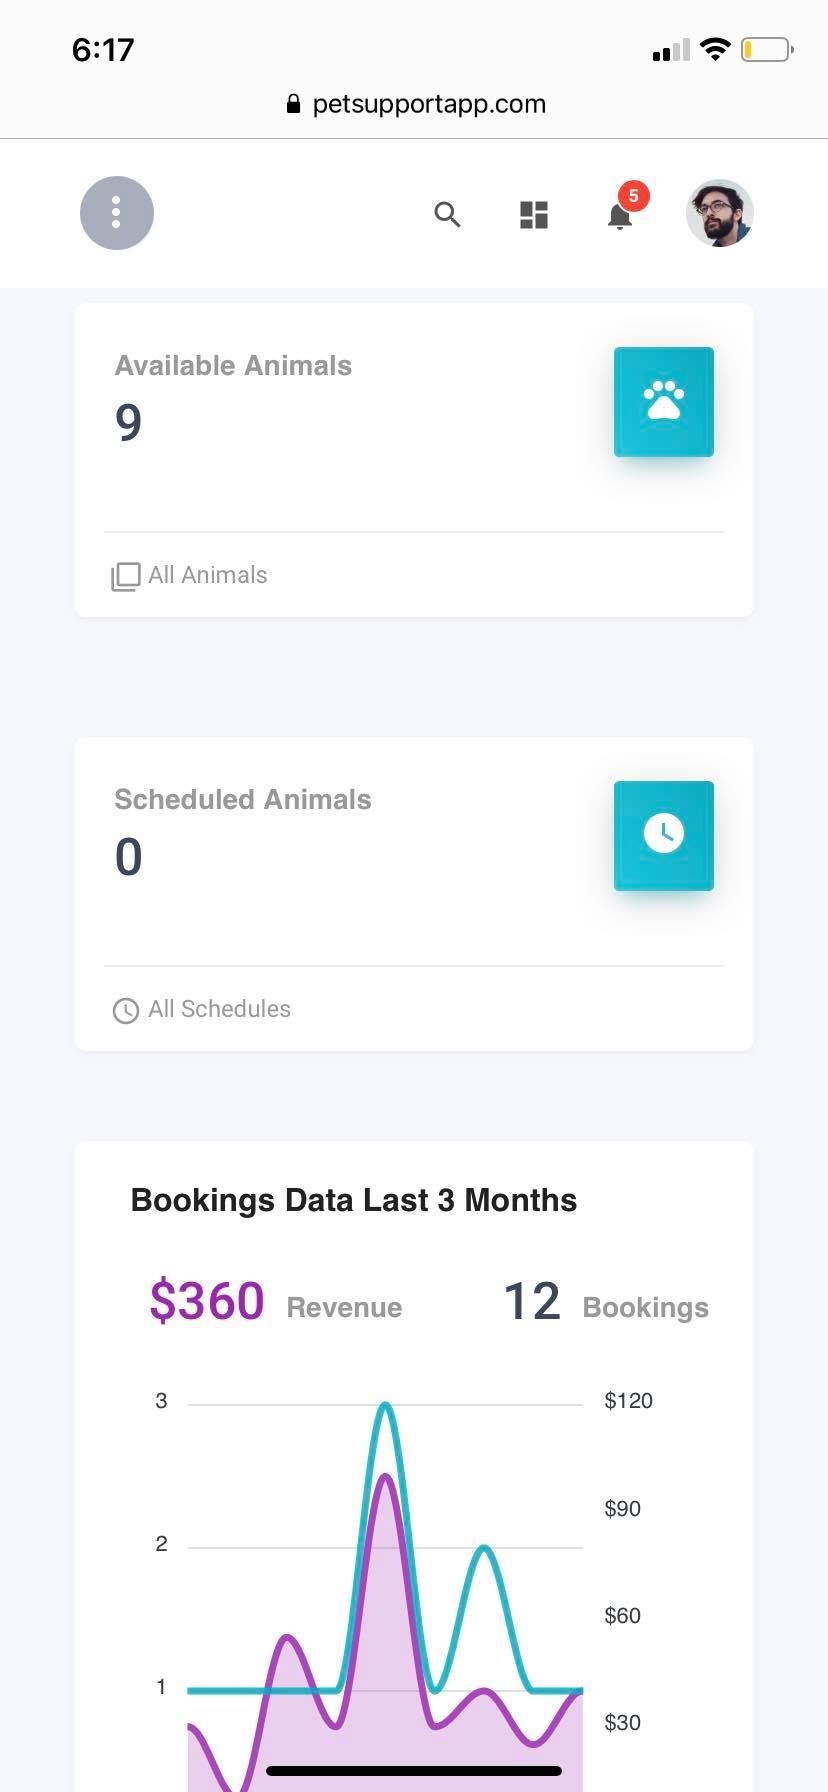 6:17
petsupportapp.com
5
Available Animals
9
All Animals
Scheduled Animals
0
All Schedules
Bookings Data Last 3 Months
$360 Revenue 12 Bookings
3 $120
$90
2
$60
1
$30